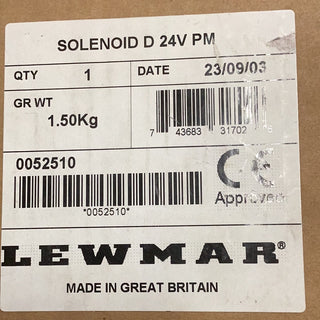 SOLENOID D 24V PM
QTY 1 DATE 23/09/03
GR WT
1.50Kg
7 43683 31702
0052510
*0052510*
CE
Approved
LEWMAR®
MADE IN GREAT BRITAIN